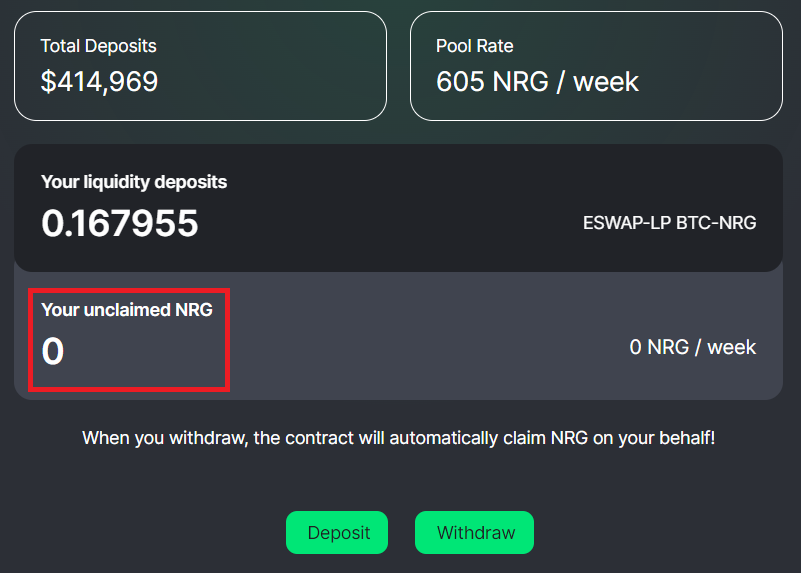 Total Deposits
$414,969
Pool Rate
605 NRG / week
Your liquidity deposits
0.167955
ESWAP-LP BTC-NRG
Your unclaimed NRG
0
0 NRG / week
When you withdraw, the contract will automatically claim NRG on your behalf!
Deposit
Withdraw